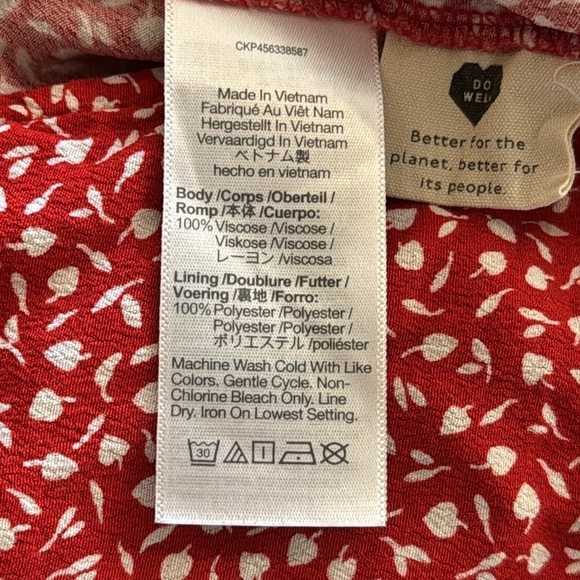 CKP456338587
Made In Vietnam
Fabriqué Au Viêt Nam
Hergestellt In Vietnam
Vervaardigd In Vietnam
ベトナム製
hecho en vietnam
Body /Corps /Oberteil /
Romp /本体 /Cuerpo:
100% Viscose /Viscose /
Viskose /Viscose /
レーヨン /viscosa
Lining /Doublure /Futter /
Voering /裏地 /Forro:
100% Polyester /Polyester /
Polyester /Polyester /
ポリエステル /poliéster
Machine Wash Cold With Like
Colors. Gentle Cycle. Non-
Chlorine Bleach Only. Line
Dry. Iron On Lowest Setting.
30
DO
WELL
Better for the
planet, better for
its people.